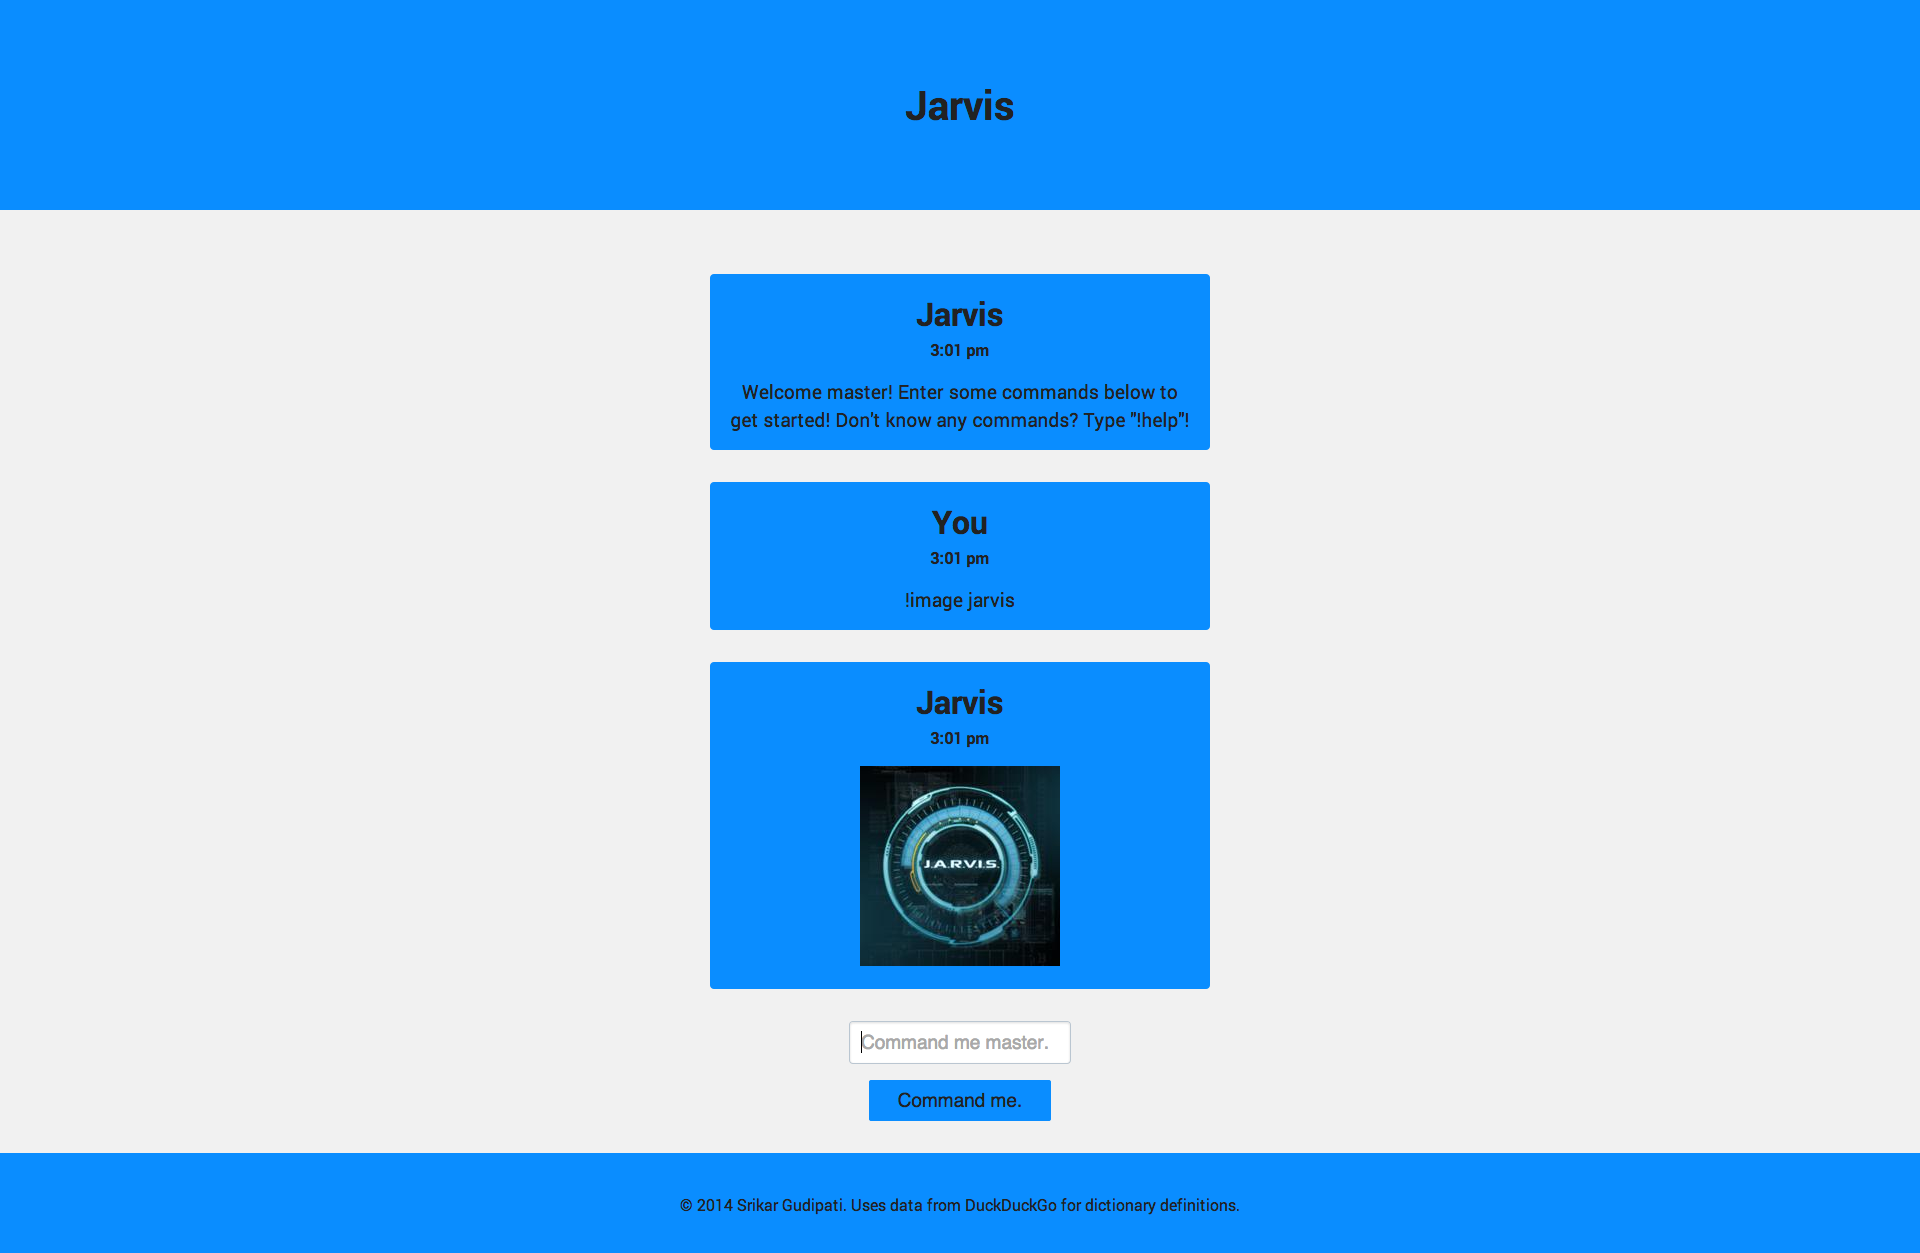 Jarvis
Jarvis
3:01 pm
Welcome master! Enter some commands below to
get started! Don't know any commands? Type "!help"!
You
3:01 pm
!image jarvis
Jarvis
3:01 pm
J.A.R.V.I.S.
Command me master.
Command me.
© 2014 Srikar Gudipati. Uses data from DuckDuckGo for dictionary definitions.